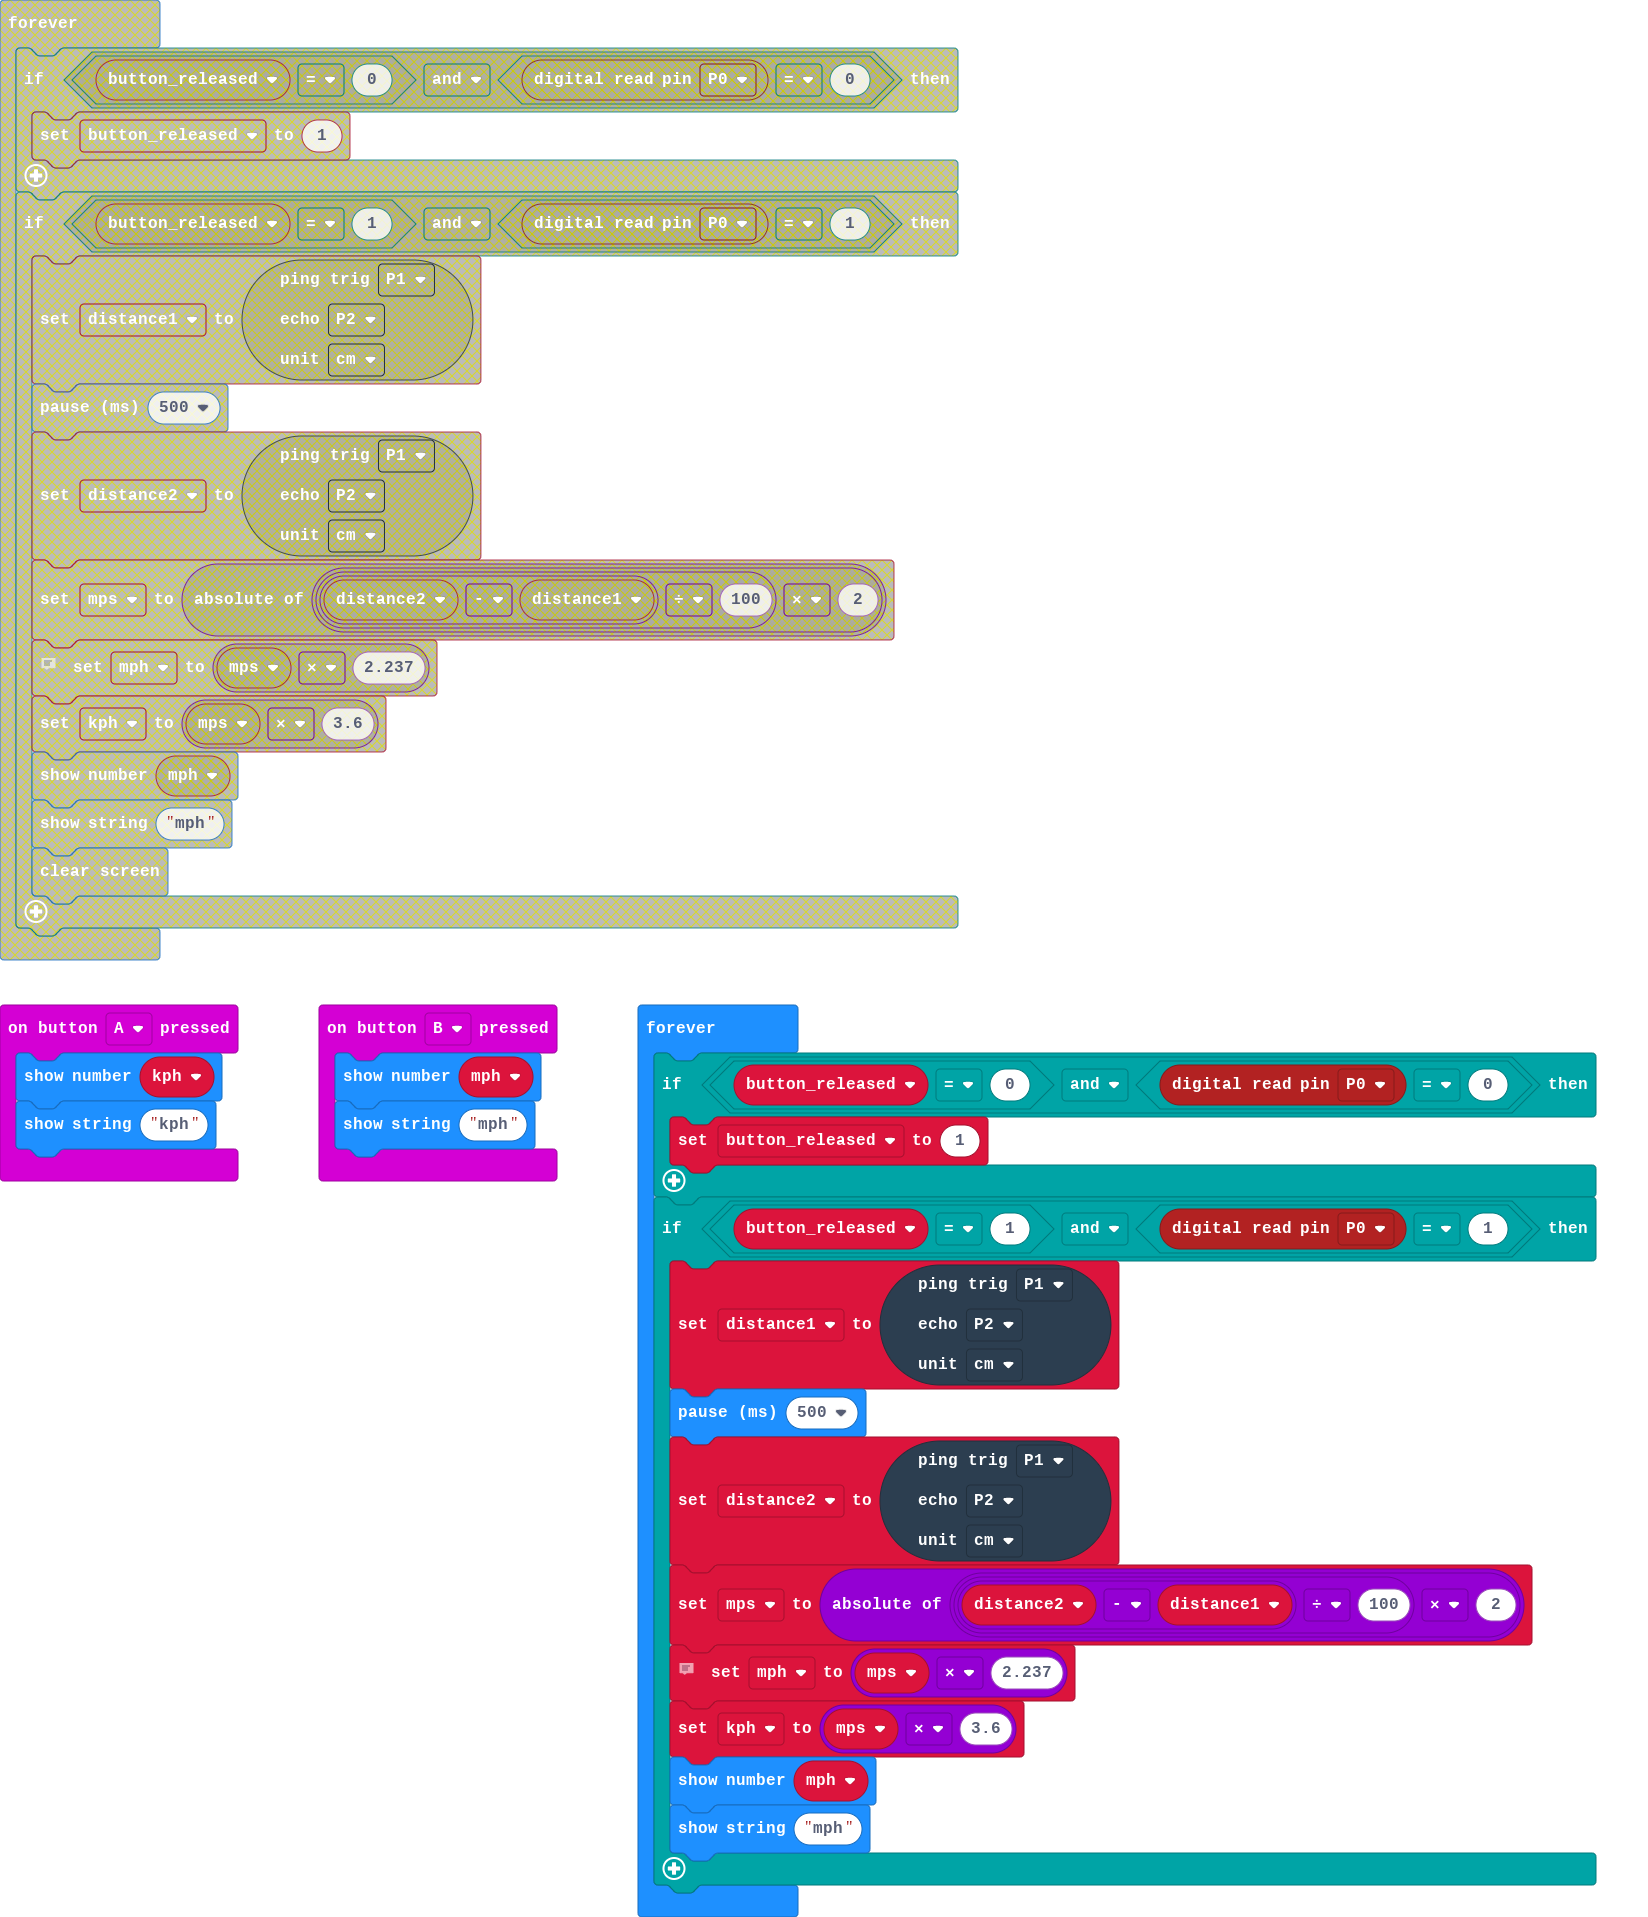 forever
if button_released = 0 and digital read pin P0 = 0 then
set button_released to 1
if button_released = 1 and digital read pin P0 = 1 then
ping trig P1
set distance1 to echo P2
unit cm
pause (ms) 500
ping trig P1
set distance2 to echo P2
unit cm
set mps to absolute of distance2 - distance1 ÷ 100 × 2
set mph to mps × 2.237
set kph to mps × 3.6
show number mph
show string "mph"
clear screen
on button A pressed
show number kph
show string "kph"
on button B pressed
show number mph
show string "mph"
forever
if button_released = 0 and digital read pin P0 = 0 then
set button_released to 1
if button_released = 1 and digital read pin P0 = 1 then
ping trig P1
set distance1 to echo P2
unit cm
pause (ms) 500
ping trig P1
set distance2 to echo P2
unit cm
set mps to absolute of distance2 - distance1 ÷ 100 × 2
set mph to mps × 2.237
set kph to mps × 3.6
show number mph
show string "mph"